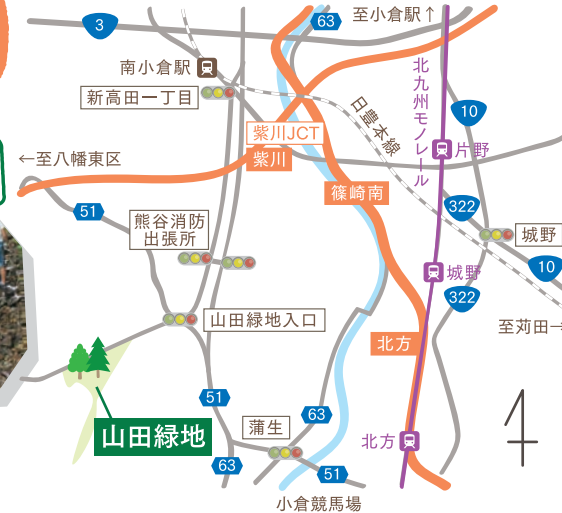 3
63
至小倉駅↑
南小倉駅
新高田一丁目
北九州モノレール
日豊本線
10
紫川JCT
紫川
片野
←至八幡東区
篠崎南
322
51
熊谷消防
出張所
城野
城野
10
322
山田緑地入口
至苅田→
北方
51
63
蒲生
山田緑地
北方
63
51
小倉競馬場